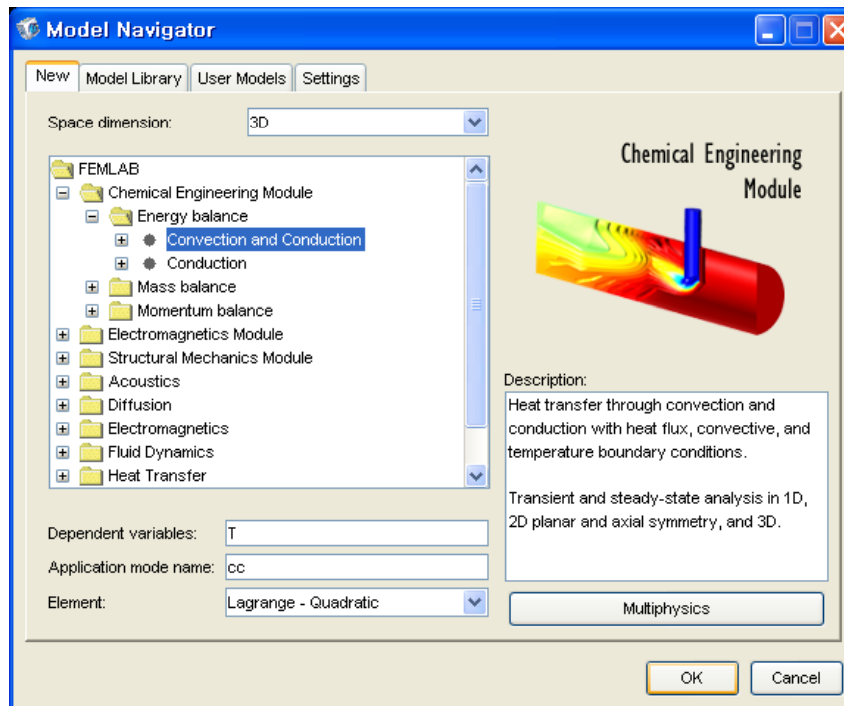 Model Navigator
New Model Library User Models Settings
Space dimension: 3D
FEMLAB
Chemical Engineering Module
Energy balance
Convection and Conduction
Conduction
Mass balance
Momentum balance
Electromagnetics Module
Structural Mechanics Module
Acoustics
Diffusion
Electromagnetics
Fluid Dynamics
Heat Transfer
Dependent variables: T
Application mode name: cc
Element: Lagrange - Quadratic
Chemical Engineering
Module
Description:
Heat transfer through convection and
conduction with heat flux, convective, and
temperature boundary conditions.
Transient and steady-state analysis in 1D,
2D planar and axial symmetry, and 3D.
Multiphysics
OK Cancel